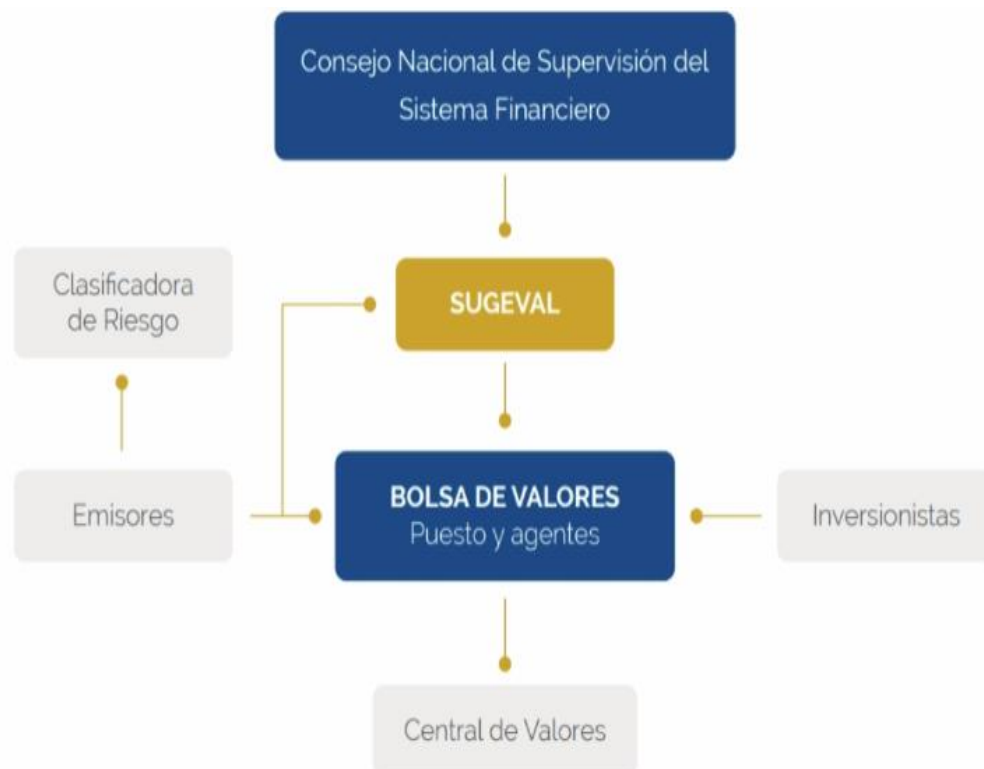 Consejo Nacional de Supervisión del
Sistema Financiero
Clasificadora
de Riesgo
SUGEVAL
Emisores
BOLSA DE VALORES
Puesto y agentes
Inversionistas
Central de Valores